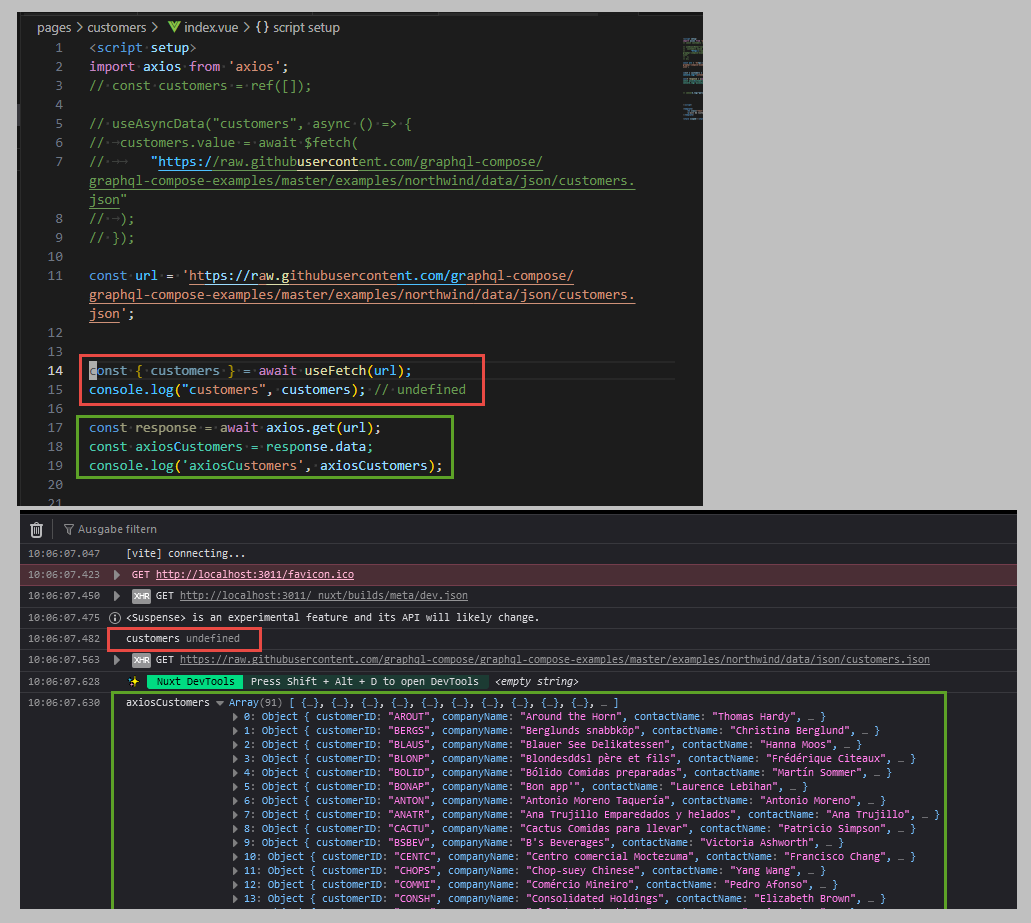 pages > customers > index.vue > {} script setup
1 <script setup>
2 import axios from 'axios';
3 // const customers = ref([]);
4
5 // useAsyncData("customers", async () => {
6 // customers.value = await $fetch(
7 // "https://raw.githubusercontent.com/graphql-compose/
graphql-compose-examples/master/examples/northwind/data/json/customers.
json"
8 // );
9 // });
10
11 const url = 'https://raw.githubusercontent.com/graphql-compose/
graphql-compose-examples/master/examples/northwind/data/json/customers.
json';
12
13
14 const { customers } = await useFetch(url);
15 console.log("customers", customers); // undefined
16
17 const response = await axios.get(url);
18 const axiosCustomers = response.data;
19 console.log('axiosCustomers', axiosCustomers);
20
21
Ausgabe filtern
10:06:07.047 [vite] connecting...
10:06:07.423 GET http://localhost:3011/favicon.ico
10:06:07.450 XHR GET http://localhost:3011/_nuxt/builds/meta/dev.json
10:06:07.475 <Suspense> is an experimental feature and its API will likely change.
10:06:07.482 customers undefined
10:06:07.563 XHR GET https://raw.githubusercontent.com/graphql-compose/graphql-compose-examples/master/examples/northwind/data/json/customers.json
10:06:07.628 ✨ Nuxt DevTools Press Shift + Alt + D to open DevTools <empty string>
10:06:07.630 axiosCustomers Array(91) [ {…}, {…}, {…}, {…}, {…}, {…}, {…}, {…}, {…}, {…}, … ]
0: Object { customerID: "AROUT", companyName: "Around the Horn", contactName: "Thomas Hardy", … }
1: Object { customerID: "BERGS", companyName: "Berglunds snabbköp", contactName: "Christina Berglund", … }
2: Object { customerID: "BLAUS", companyName: "Blauer See Delikatessen", contactName: "Hanna Moos", … }
3: Object { customerID: "BLONP", companyName: "Blondesddsl père et fils", contactName: "Frédérique Citeaux", … }
4: Object { customerID: "BOLID", companyName: "Bólido Comidas preparadas", contactName: "Martín Sommer", … }
5: Object { customerID: "BONAP", companyName: "Bon app'", contactName: "Laurence Lebihan", … }
6: Object { customerID: "ANTON", companyName: "Antonio Moreno Taquería", contactName: "Antonio Moreno", … }
7: Object { customerID: "ANATR", companyName: "Ana Trujillo Emparedados y helados", contactName: "Ana Trujillo", … }
8: Object { customerID: "CACTU", companyName: "Cactus Comidas para llevar", contactName: "Patricio Simpson", … }
9: Object { customerID: "BSBEV", companyName: "B's Beverages", contactName: "Victoria Ashworth", … }
10: Object { customerID: "CENTC", companyName: "Centro comercial Moctezuma", contactName: "Francisco Chang", … }
11: Object { customerID: "CHOPS", companyName: "Chop-suey Chinese", contactName: "Yang Wang", … }
12: Object { customerID: "COMMI", companyName: "Comércio Mineiro", contactName: "Pedro Afonso", … }
13: Object { customerID: "CONSH", companyName: "Consolidated Holdings", contactName: "Elizabeth Brown", … }